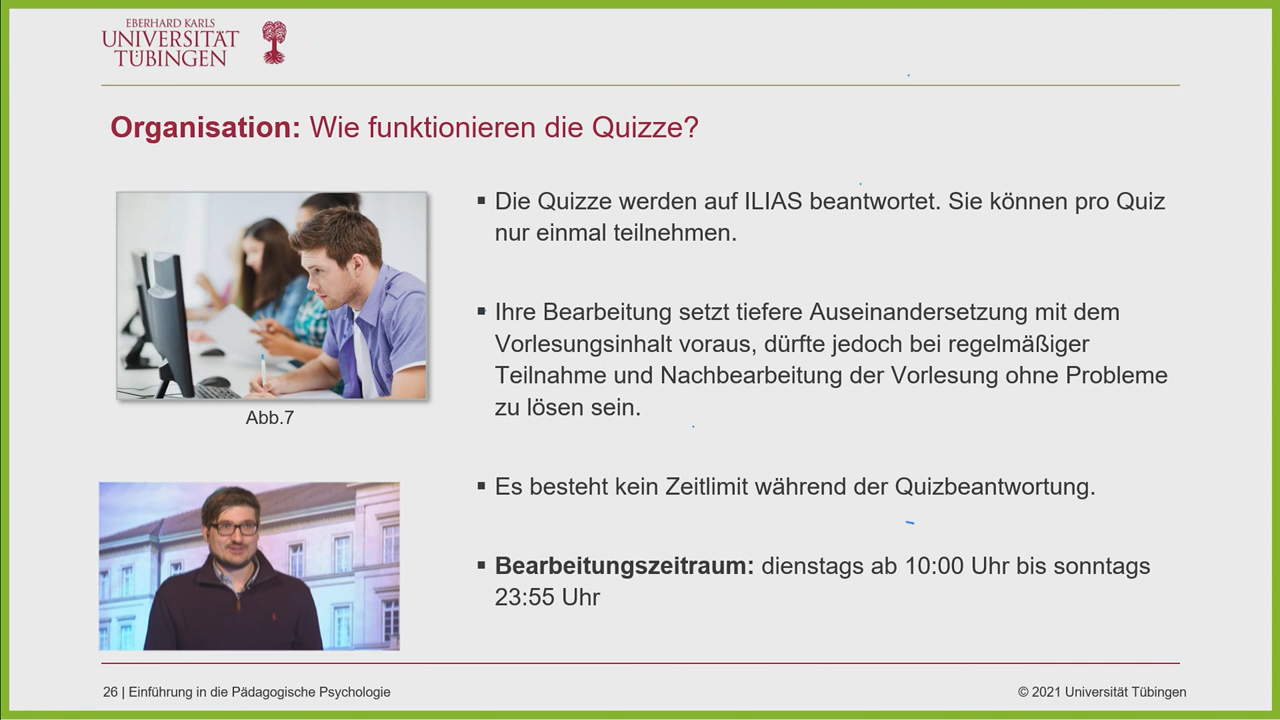 EBERHARD KARLS
UNIVERSITÄT
TÜBINGEN
Organisation: Wie funktionieren die Quizze?
▪ Die Quizze werden auf ILIAS beantwortet. Sie können pro Quiz
nur einmal teilnehmen.
▪ Ihre Bearbeitung setzt tiefere Auseinandersetzung mit dem
Vorlesungsinhalt voraus, dürfte jedoch bei regelmäßiger
Teilnahme und Nachbearbeitung der Vorlesung ohne Probleme
zu lösen sein.
▪ Es besteht kein Zeitlimit während der Quizbeantwortung.
▪ Bearbeitungszeitraum: dienstags ab 10:00 Uhr bis sonntags
23:55 Uhr
Abb.7
26 | Einführung in die Pädagogische Psychologie
© 2021 Universität Tübingen